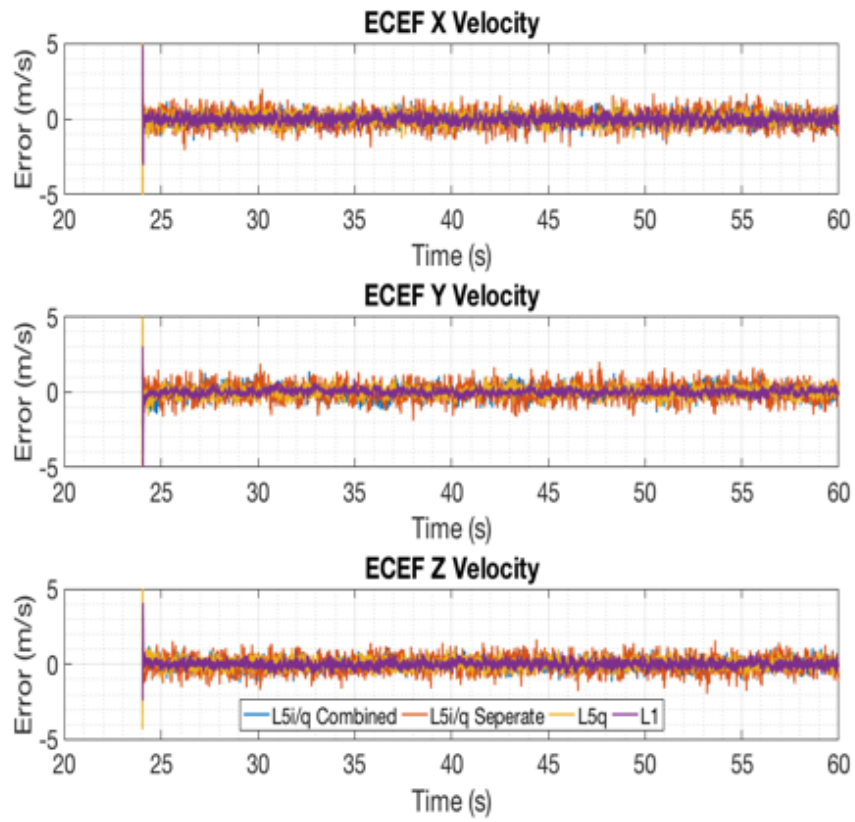 ECEF X Velocity
Error (m/s)
5
0
-5
20 25 30 35 40 45 50 55 60
Time (s)
ECEF Y Velocity
Error (m/s)
5
0
-5
20 25 30 35 40 45 50 55 60
Time (s)
ECEF Z Velocity
Error (m/s)
5
0
-5
L5i/q Combined L5i/q Seperate L5q L1
20 25 30 35 40 45 50 55 60
Time (s)